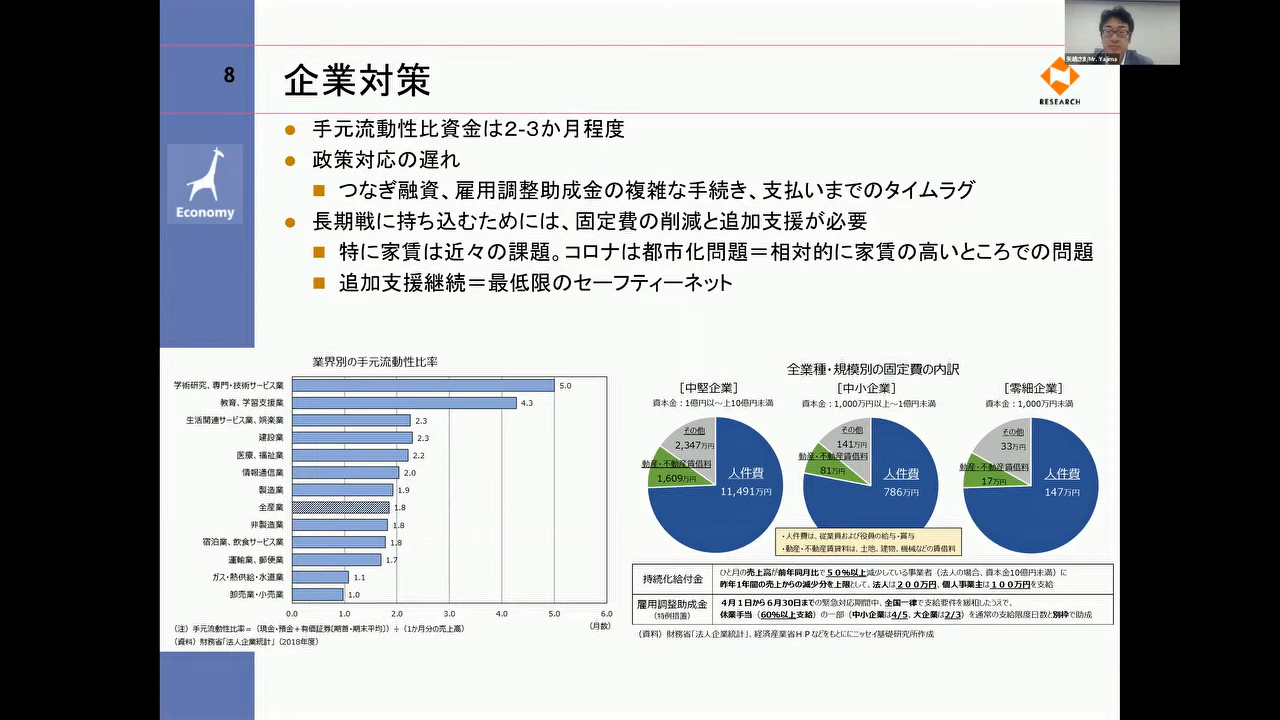 矢嶋さま/Mr. Yajima
8
企業対策
RESEARCH
Economy
● 手元流動性比資金は2-3か月程度
● 政策対応の遅れ
■ つなぎ融資、雇用調整助成金の複雑な手続き、支払いまでのタイムラグ
● 長期戦に持ち込むためには、固定費の削減と追加支援が必要
■ 特に家賃は近々の課題。コロナは都市化問題＝相対的に家賃の高いところでの問題
■ 追加支援継続＝最低限のセーフティーネット
業界別の手元流動性比率
学術研究、専門・技術サービス業 5.0
教育、学習支援業 4.3
生活関連サービス業、娯楽業 2.3
建設業 2.3
医療、福祉業 2.2
情報通信業 2.0
製造業 1.9
全産業 1.8
非製造業 1.8
宿泊業、飲食サービス業 1.8
運輸業、郵便業 1.7
ガス・熱供給・水道業 1.1
卸売業・小売業 1.0
0.0 1.0 2.0 3.0 4.0 5.0 6.0
（月数）
（注）手元流動性比率＝（現金・預金＋有価証券（期首・期末平均））÷（1か月分の売上高）
（資料）財務省「法人企業統計」（2018年度）
全業種・規模別の固定費の内訳
［中堅企業］
資本金：1億円以～上10億円未満
その他
2,347万円
動産・不動産賃借料
1,609万円
人件費
11,491万円
［中小企業］
資本金：1,000万円以上～1億円未満
その他
141万円
動産・不動産賃借料
81万円
人件費
786万円
［零細企業］
資本金：1,000万円未満
その他
33万円
動産・不動産賃借料
17万円
人件費
147万円
・人件費は、従業員および役員の給与・賞与
・動産・不動産賃貸料は、土地、建物、機械などの賃借料
持続化給付金
ひと月の売上高が前年同月比で５０％以上減少している事業者（法人の場合、資本金10億円未満）に
昨年1年間の売上からの減少分を上限として、法人は２００万円、個人事業主は１００万円を支給
雇用調整助成金
（特例措置）
４月１日から６月30日までの緊急対応期間中、全国一律で支給要件を緩和したうえで、
休業手当（60％以上支給）の一部（中小企業は4/5、大企業は2/3）を通常の支給限度日数と別枠で助成
（資料）財務省「法人企業統計」、経済産業省ＨＰなどをもとににニッセイ基礎研究所作成